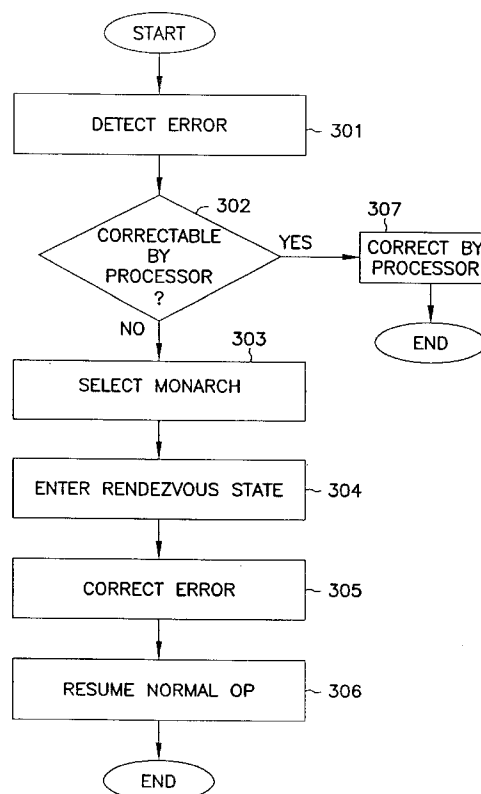 START
DETECT ERROR
301
302
CORRECTABLE
BY
PROCESSOR
?
YES
307
CORRECT BY
PROCESSOR
END
NO
303
SELECT MONARCH
ENTER RENDEZVOUS STATE
304
CORRECT ERROR
305
RESUME NORMAL OP
306
END